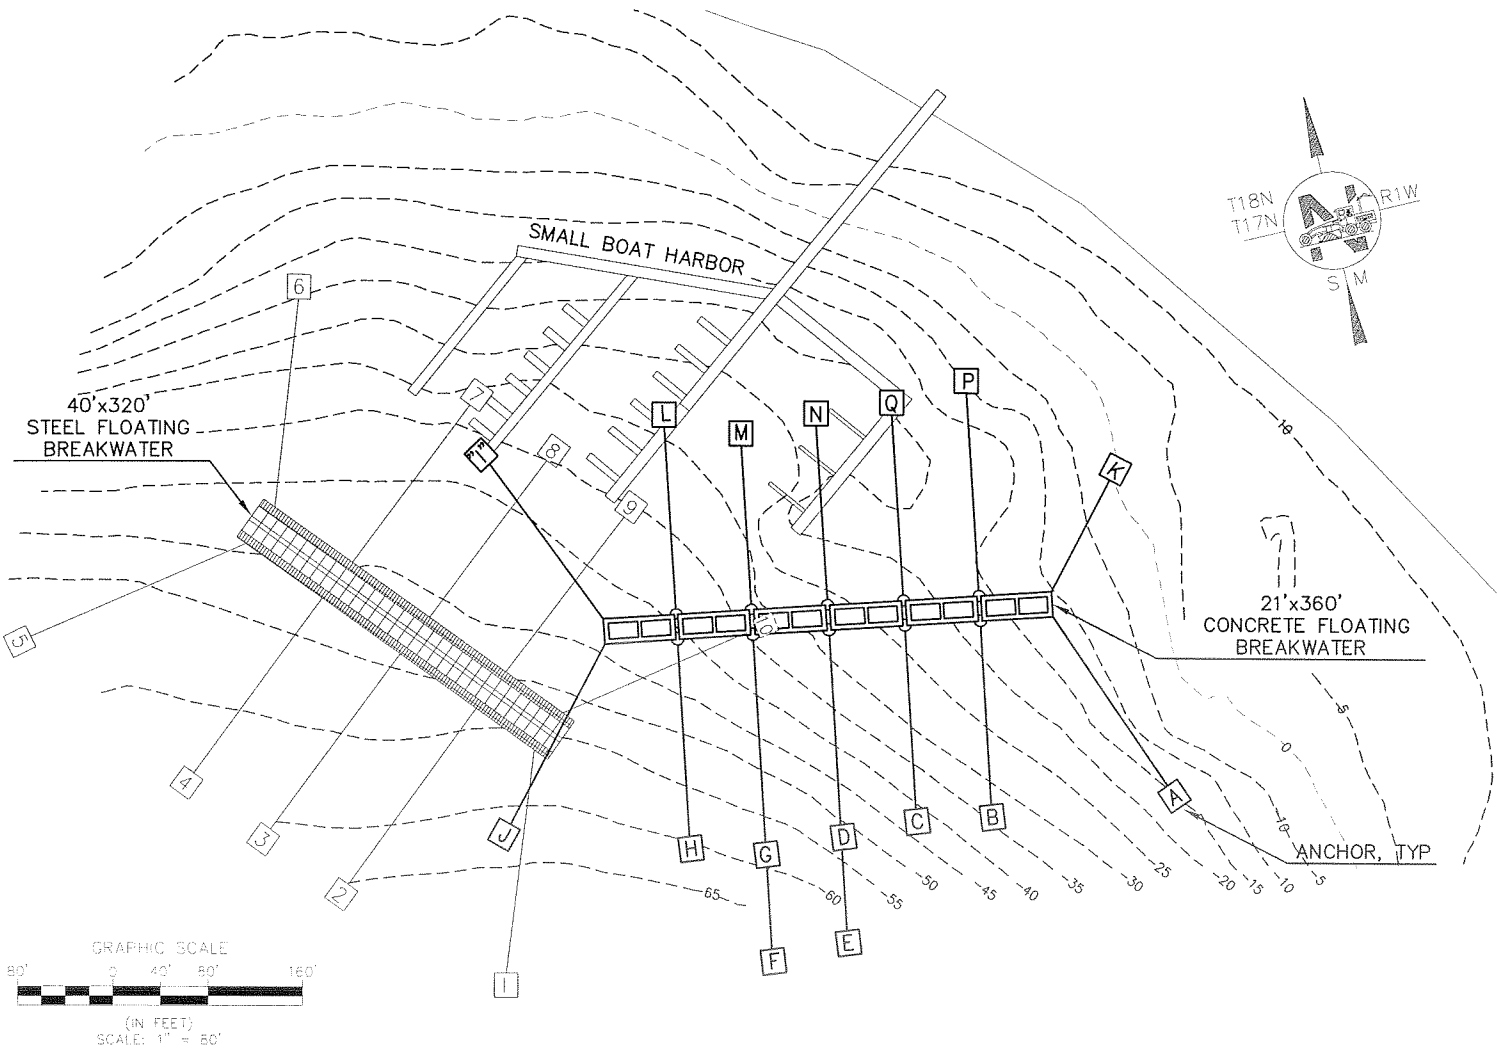 SMALL BOAT HARBOR
T18N
T17N
R1W
N
S M
6
7
8
9
"1"
L
M
N
Q
P
K
40'x320'
STEEL FLOATING
BREAKWATER
10
21'x360'
CONCRETE FLOATING
BREAKWATER
10
5
0
5
4
3
2
1
J
H
G
F
D
E
C
B
A
ANCHOR, TYP
-65
-60
-55
-50
-45
-40
-35
-30
-25
-20
-15
-10
-5
-10
GRAPHIC SCALE
80' 0 40' 80' 160'
(IN FEET)
SCALE: 1" = 80'